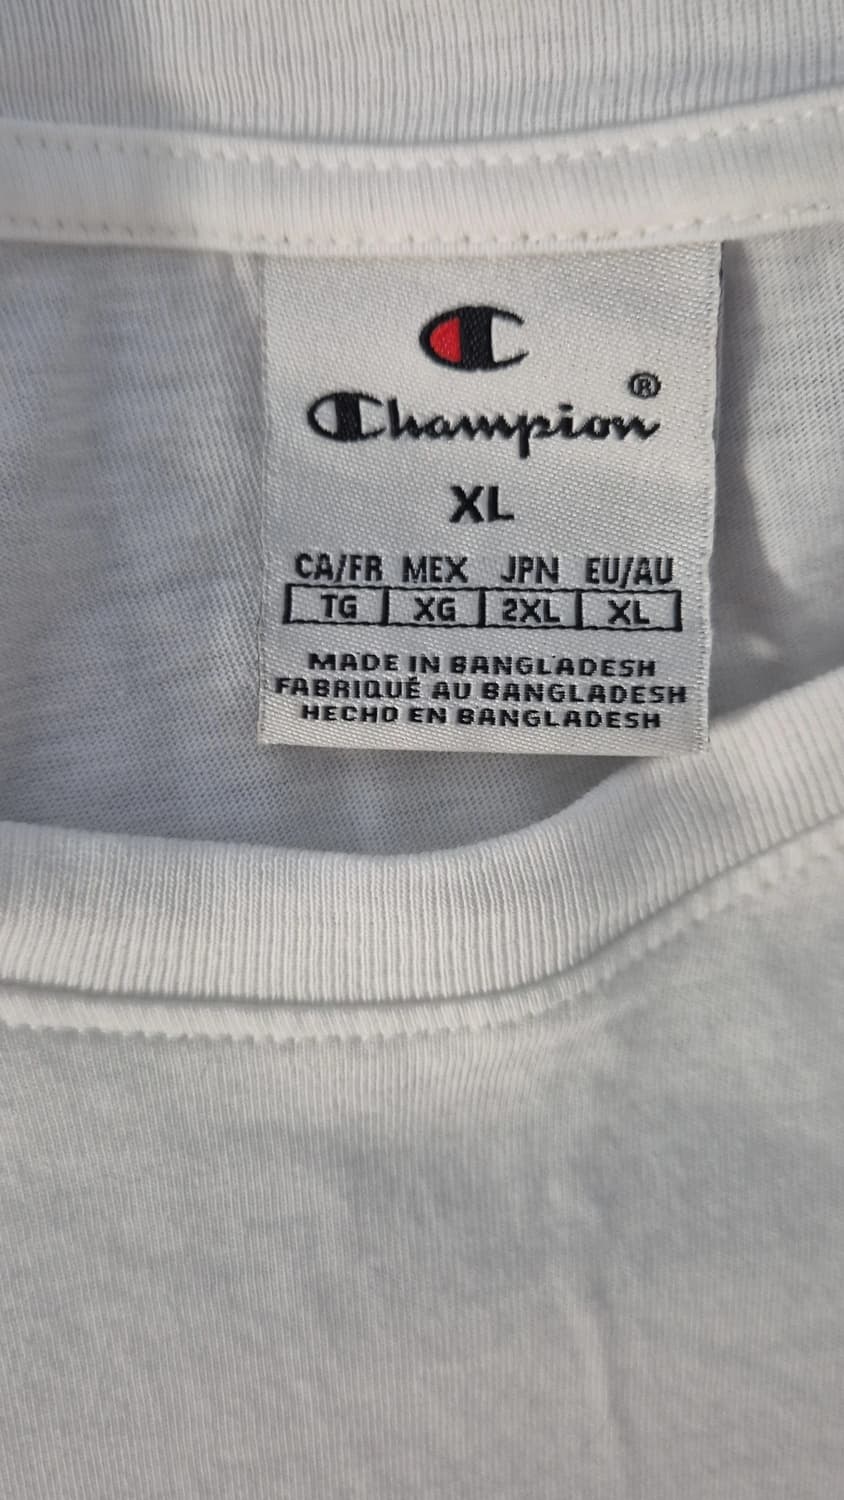 Champion®
XL
CA/FR MEX JPN EU/AU
TG XG 2XL XL
MADE IN BANGLADESH
FABRIQUÉ AU BANGLADESH
HECHO EN BANGLADESH